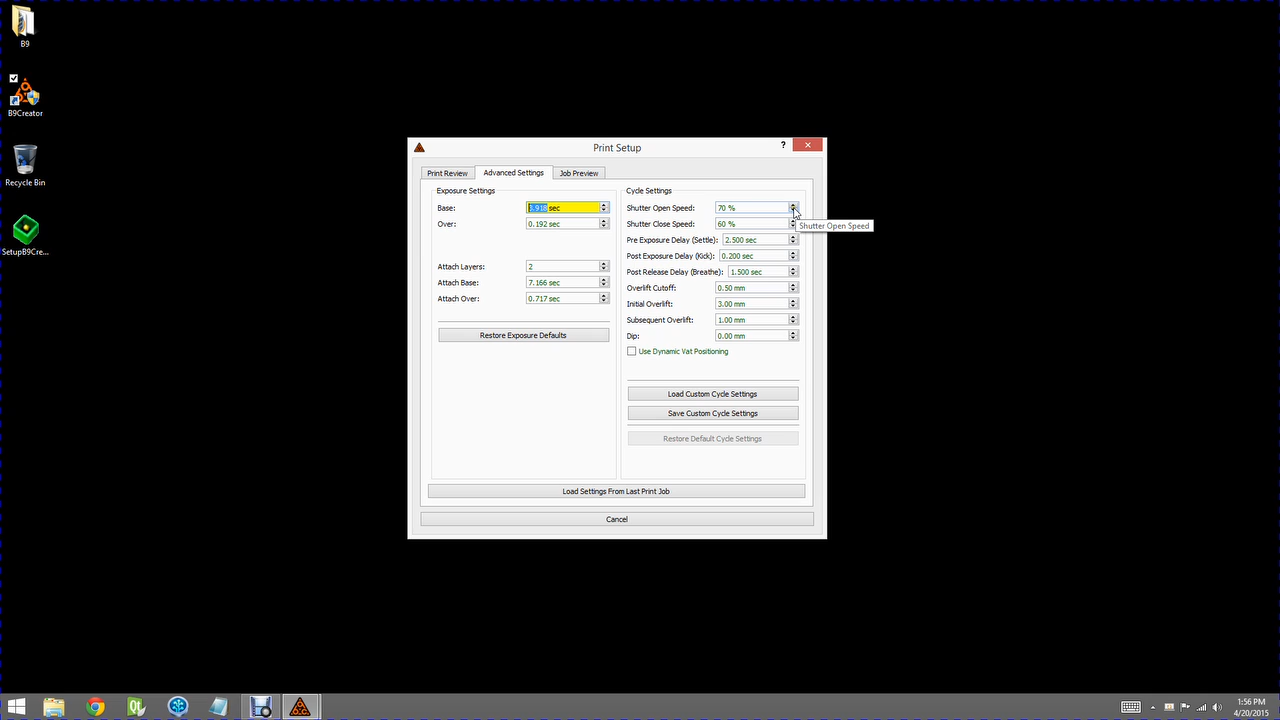 B9
B9Creator
Recycle Bin
SetupB9Cre...
Print Setup
?
Print Review
Advanced Settings
Job Preview
Exposure Settings
Base: 3.918 sec
Over: 0.192 sec
Attach Layers: 2
Attach Base: 7.166 sec
Attach Over: 0.717 sec
Restore Exposure Defaults
Cycle Settings
Shutter Open Speed: 70 %
Shutter Close Speed: 60 %
Shutter Open Speed
Pre Exposure Delay (Settle): 2.500 sec
Post Exposure Delay (Kick): 0.200 sec
Post Release Delay (Breathe): 1.500 sec
Overlift Cutoff: 0.50 mm
Initial Overlift: 3.00 mm
Subsequent Overlift: 1.00 mm
Dip: 0.00 mm
Use Dynamic Vat Positioning
Load Custom Cycle Settings
Save Custom Cycle Settings
Restore Default Cycle Settings
Load Settings From Last Print Job
Cancel
Qt
1:56 PM
4/20/2015